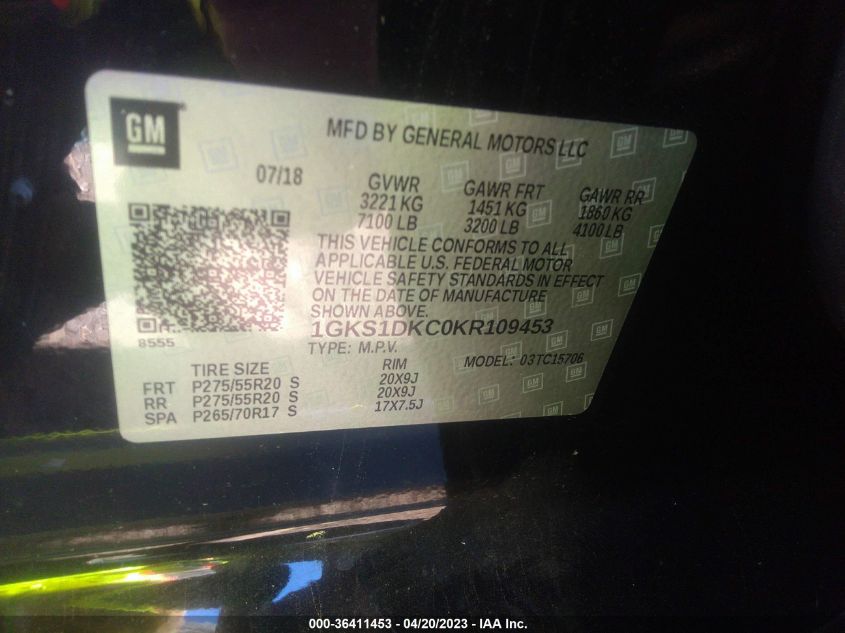 GM
MFD BY GENERAL MOTORS LLC
07/18 GVWR GAWR FRT GAWR RR
3221 KG 1451 KG 1860 KG
7100 LB 3200 LB 4100 LB
THIS VEHICLE CONFORMS TO ALL
APPLICABLE U.S. FEDERAL MOTOR
VEHICLE SAFETY STANDARDS IN EFFECT
ON THE DATE OF MANUFACTURE
SHOWN ABOVE.
1GKS1DKC0KR109453
8555
TYPE: M.P.V. MODEL: 03TC15706
TIRE SIZE RIM
FRT P275/55R20 S 20X9J
RR P275/55R20 S 20X9J
SPA P265/70R17 S 17X7.5J
000-36411453 - 04/20/2023 - IAA Inc.